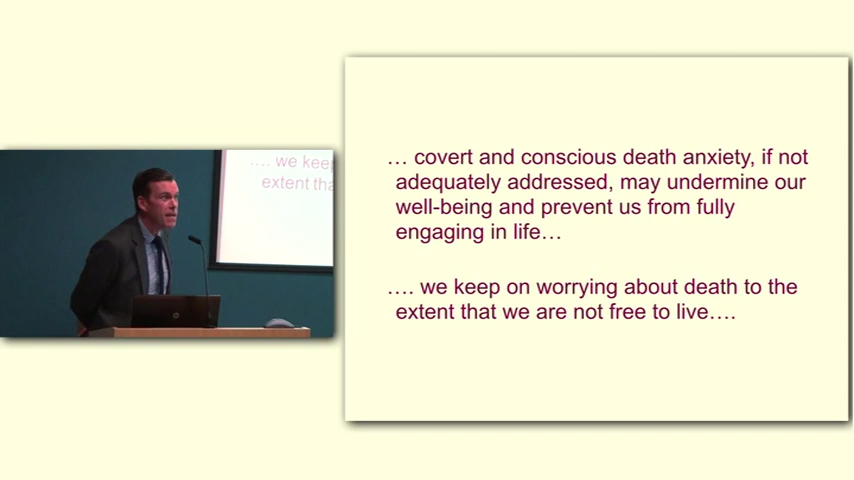 …. we keep
extent tha
… covert and conscious death anxiety, if not
adequately addressed, may undermine our
well-being and prevent us from fully
engaging in life…
…. we keep on worrying about death to the
extent that we are not free to live….